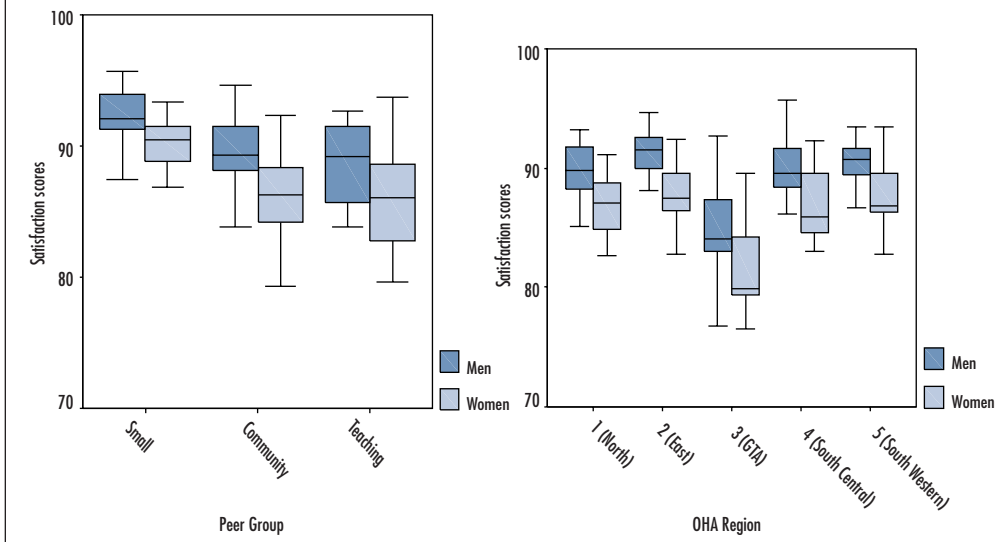 100
90
80
70
Satisfaction scores
Small
Community
Teaching
Peer Group
Men
Women
100
90
80
70
Satisfaction scores
1 (North)
2 (East)
3 (GTA)
4 (South Central)
5 (South Western)
OHA Region
Men
Women